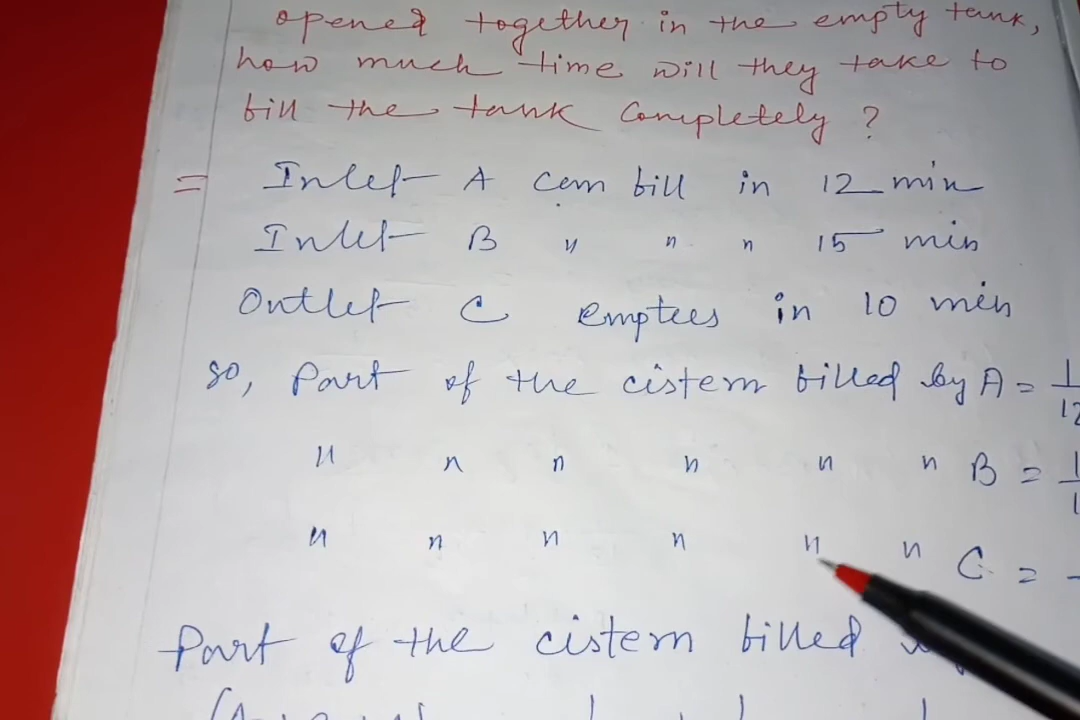 opened together in the empty tank,
how much time will they take to
fill the tank completely ?
= Inlet A can fill in 12 min
Inlet B " " " 15 min
Outlet C emptees in 10 min
so, Part of the cistern filled by A = 1/12
" " " " " " B =
" " " " " " C =
Part of the cistern filled